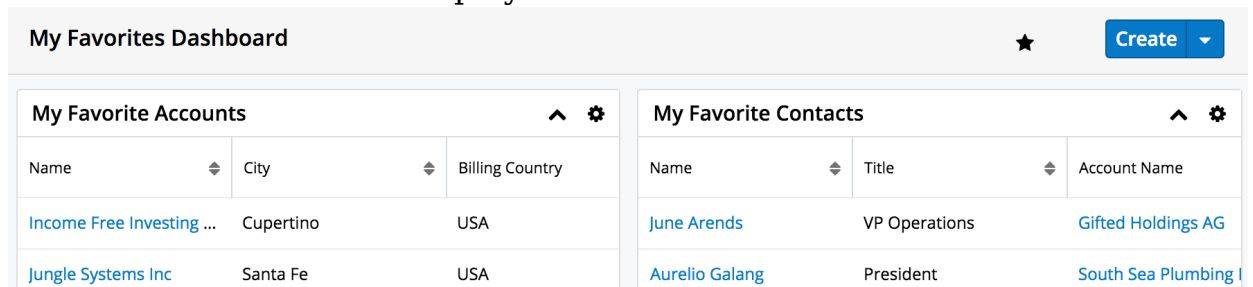 My Favorites Dashboard Create
My Favorite Accounts My Favorite Contacts
Name City Billing Country Name Title Account Name
Income Free Investing ... Cupertino USA June Arends VP Operations Gifted Holdings AG
Jungle Systems Inc Santa Fe USA Aurelio Galang President South Sea Plumbing